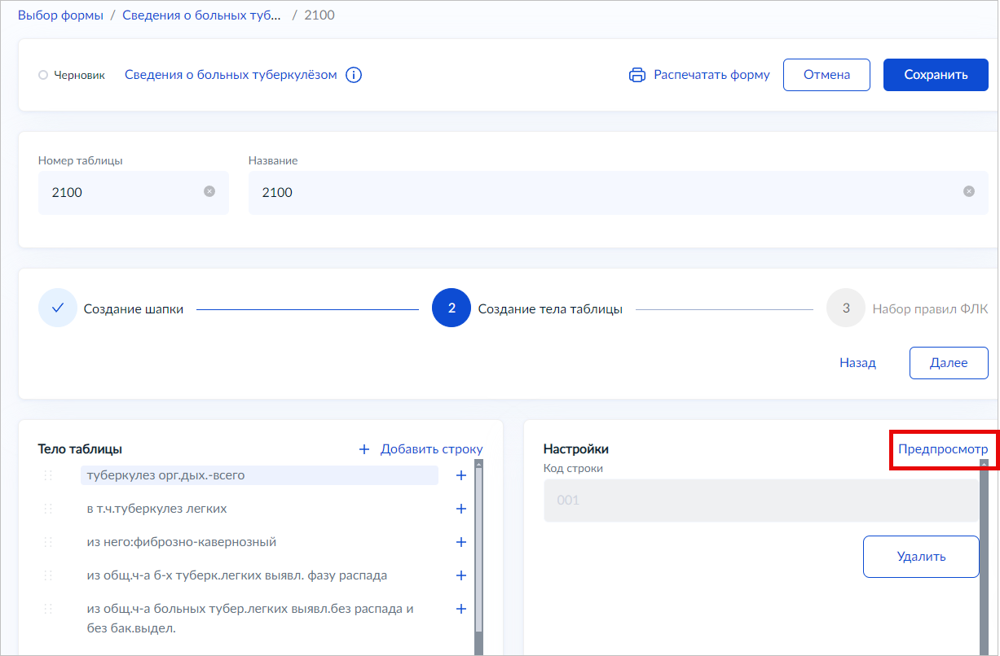 Выбор формы / Сведения о больных туб... / 2100
Черновик Сведения о больных туберкулёзом Распечатать форму Отмена Сохранить
Номер таблицы Название
2100 2100
Создание шапки 2 Создание тела таблицы 3 Набор правил ФЛК
Назад Далее
Тело таблицы + Добавить строку
туберкулез орг.дых.-всего +
в т.ч.туберкулез легких +
из него:фиброзно-кавернозный +
из общ.ч-а б-х туберк.легких выявл. фазу распада +
из общ.ч-а больных тубер.легких выявл.без распада и +
без бак.выдел.
Настройки Предпросмотр
Код строки
001
Удалить